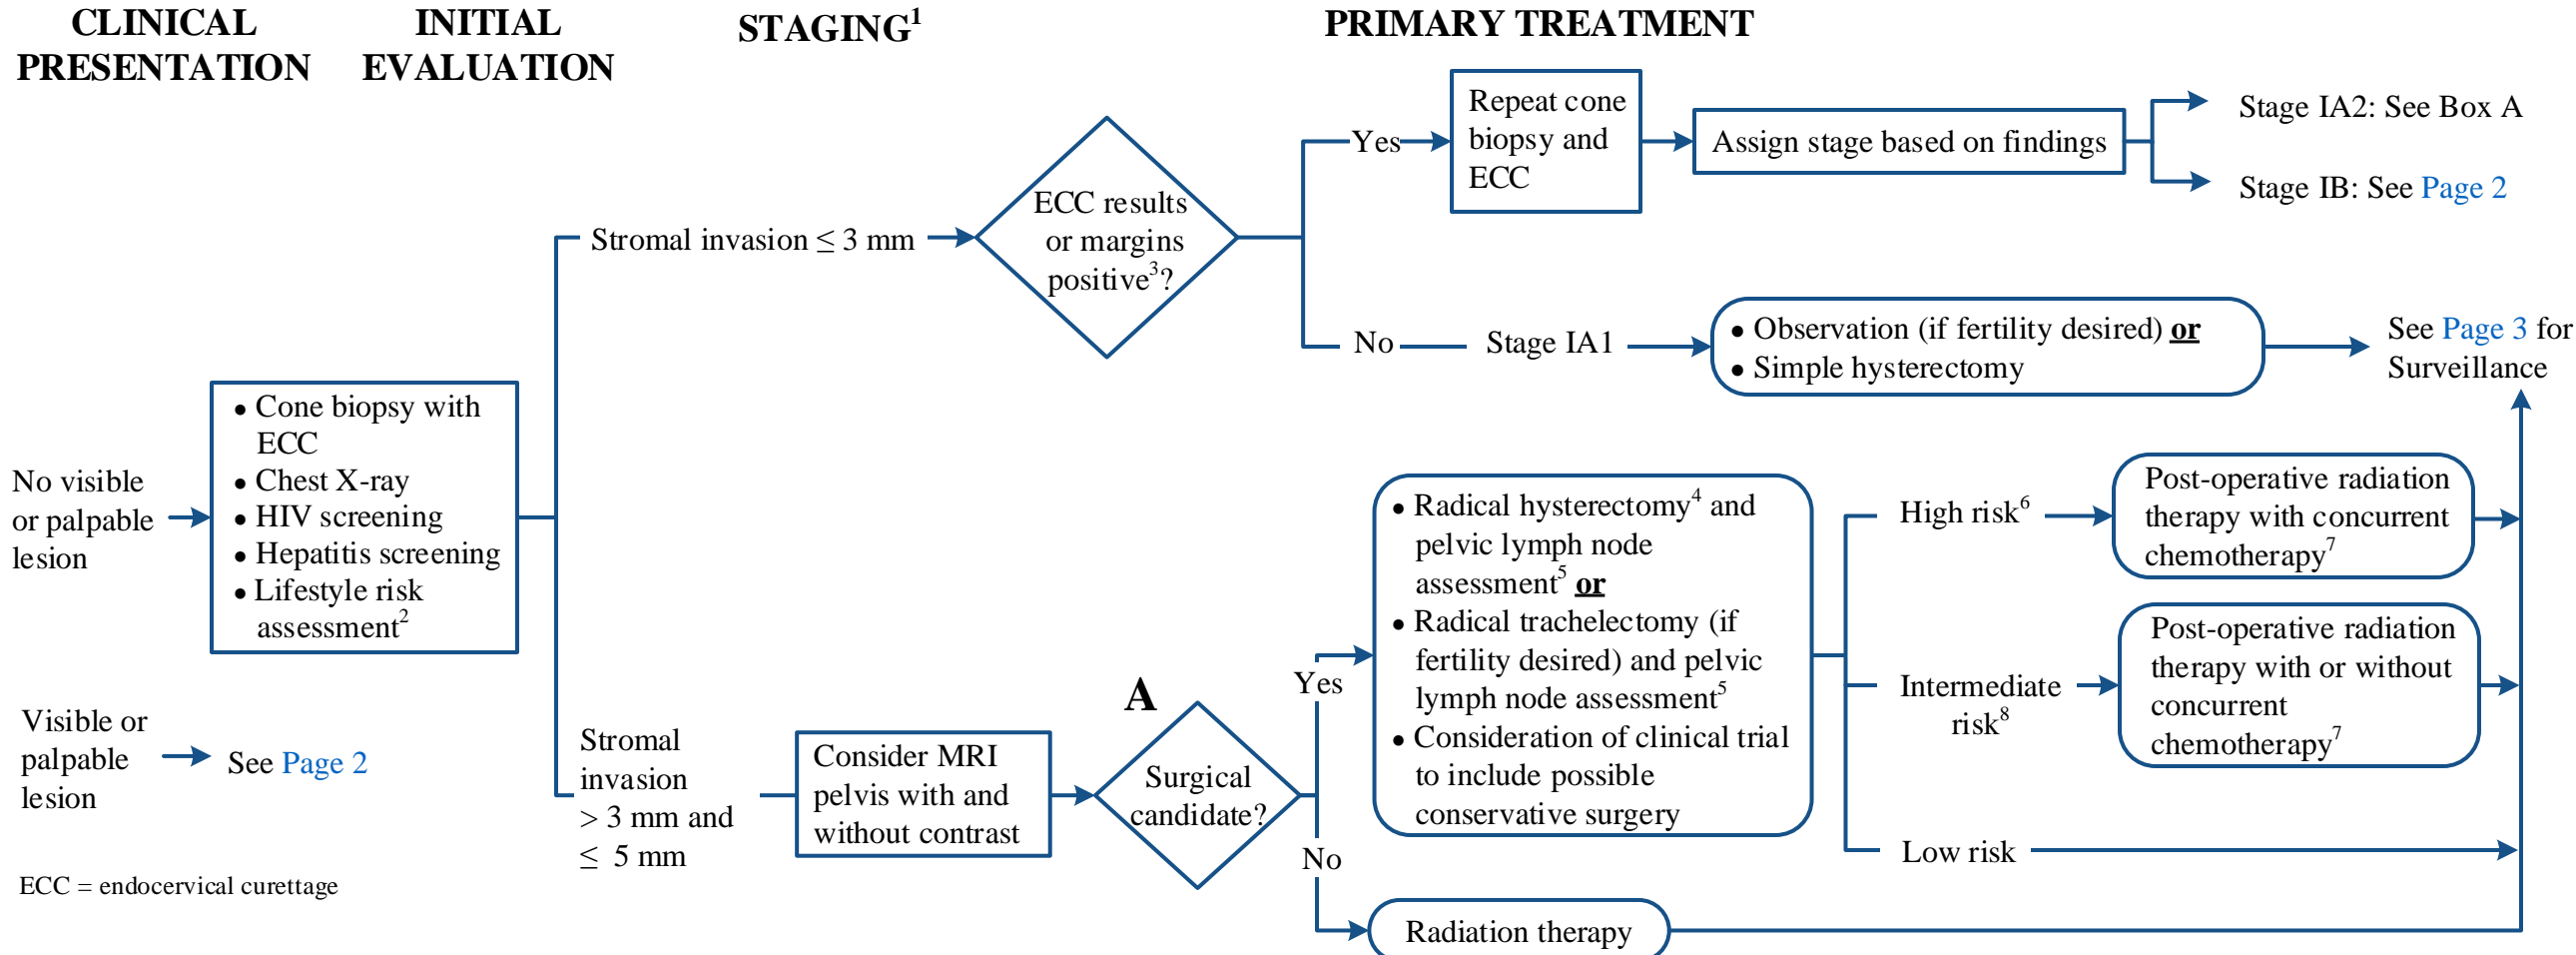 CLINICAL
PRESENTATION
INITIAL
EVALUATION
STAGING1
PRIMARY TREATMENT
No visible
or palpable
lesion
• Cone biopsy with
ECC
• Chest X-ray
• HIV screening
• Hepatitis screening
• Lifestyle risk
assessment2
Visible or
palpable
lesion
See Page 2
ECC = endocervical curettage
Stromal invasion ≤ 3 mm
ECC results
or margins
positive3?
Yes
Repeat cone
biopsy and
ECC
Assign stage based on findings
Stage IA2: See Box A
Stage IB: See Page 2
No
Stage IA1
• Observation (if fertility desired) or
• Simple hysterectomy
See Page 3 for
Surveillance
Stromal
invasion
> 3 mm and
≤ 5 mm
Consider MRI
pelvis with and
without contrast
A
Surgical
candidate?
Yes
• Radical hysterectomy4 and
pelvic lymph node
assessment5 or
• Radical trachelectomy (if
fertility desired) and pelvic
lymph node assessment5
• Consideration of clinical trial
to include possible
conservative surgery
High risk6
Post-operative radiation
therapy with concurrent
chemotherapy7
Intermediate
risk8
Post-operative radiation
therapy with or without
concurrent
chemotherapy7
Low risk
No
Radiation therapy